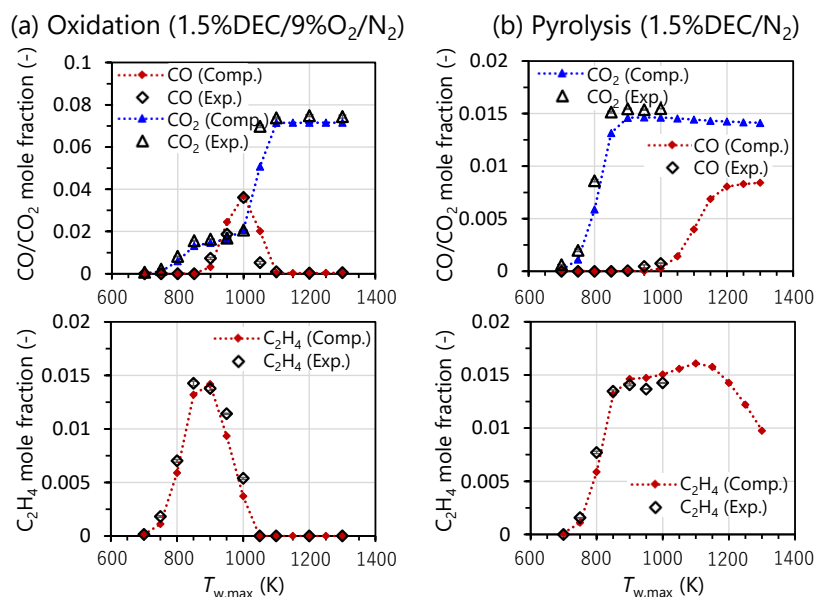 (a) Oxidation (1.5%DEC/9%O₂/N₂)
CO/CO₂ mole fraction (-)
0.1
0.08
0.06
0.04
0.02
0
CO (Comp.)
CO (Exp.)
CO₂ (Comp.)
CO₂ (Exp.)
600 800 1000 1200 1400
(b) Pyrolysis (1.5%DEC/N₂)
CO/CO₂ mole fraction (-)
0.02
0.015
0.01
0.005
0
CO₂ (Comp.)
CO₂ (Exp.)
CO (Comp.)
CO (Exp.)
600 800 1000 1200 1400
C₂H₄ mole fraction (-)
0.02
0.015
0.01
0.005
0
C₂H₄ (Comp.)
C₂H₄ (Exp.)
600 800 1000 1200 1400
T w,max (K)
C₂H₄ mole fraction (-)
0.02
0.015
0.01
0.005
0
C₂H₄ (Comp.)
C₂H₄ (Exp.)
600 800 1000 1200 1400
T w,max (K)